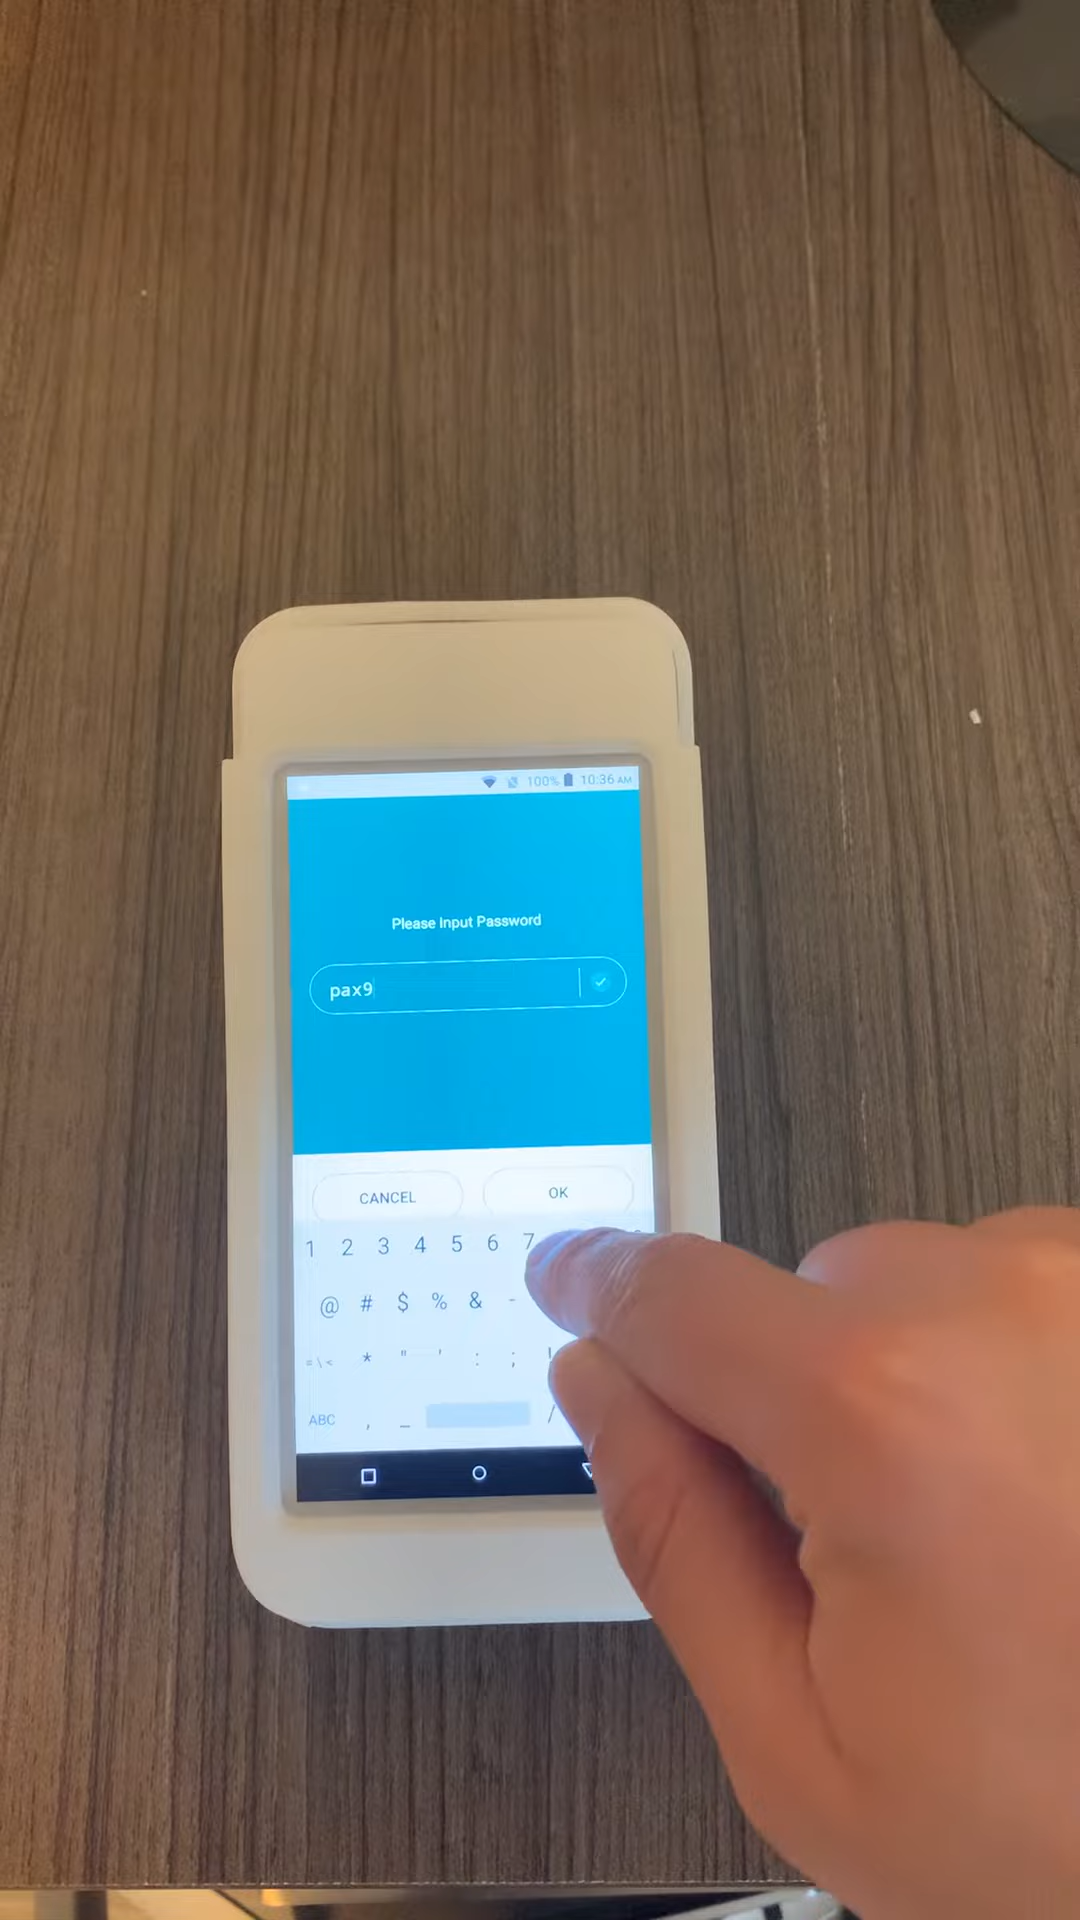 100% 10:36 AM
Please Input Password
pax9
CANCEL OK
1 2 3 4 5 6 7
@ # $ % & -
=\< * " ' : ; !
ABC , _ /